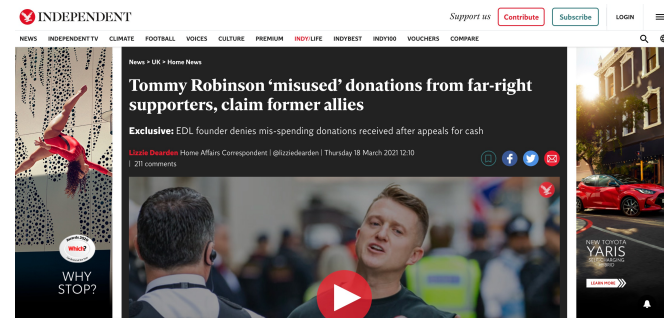 INDEPENDENT
Support us Contribute Subscribe LOGIN
NEWS INDEPENDENT TV CLIMATE FOOTBALL VOICES CULTURE PREMIUM INDY/LIFE INDYBEST INDY100 VOUCHERS COMPARE
News > UK > Home News
Tommy Robinson ‘misused’ donations from far-right
supporters, claim former allies
Exclusive: EDL founder denies mis-spending donations received after appeals for cash
Lizzie Dearden Home Affairs Correspondent | @lizziedearden | Thursday 18 March 2021 12:10
| 211 comments
Which?
WHY
STOP?
NEW TOYOTA
YARIS
HYBRID
LEARN MORE